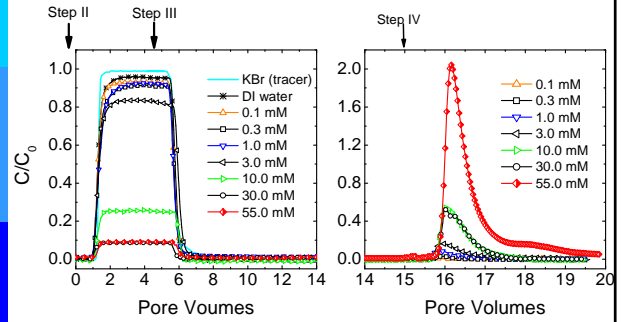 Step II
Step III
Step IV
1.0
0.8
0.6
0.4
0.2
0.0
C/C0
KBr (tracer)
DI water
0.1 mM
0.3 mM
1.0 mM
3.0 mM
10.0 mM
30.0 mM
55.0 mM
0 2 4 6 8 10 12 14
Pore Voumes
2.0
1.6
1.2
0.8
0.4
0.0
0.1 mM
0.3 mM
1.0 mM
3.0 mM
10.0 mM
30.0 mM
55.0 mM
14 15 16 17 18 19 20
Pore Volumes